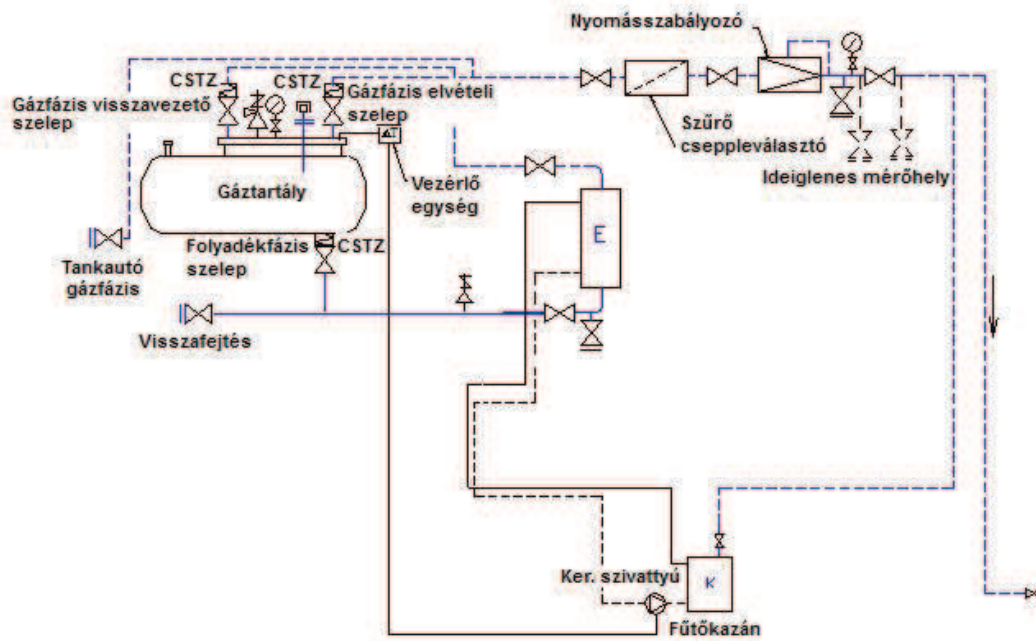 Nyomásszabályozó
CSTZ
CSTZ
Gázfázis visszavezető
szelep
Gázfázis elvételi
szelep
Szűrő
cseppleválasztó
Ideiglenes mérőhely
Gáztartály
Vezérlő
egység
Folyadékfázis
szelep
CSTZ
Tankautó
gázfázis
E
Visszafejtés
Ker. szivattyú
K
Fűtőkazán